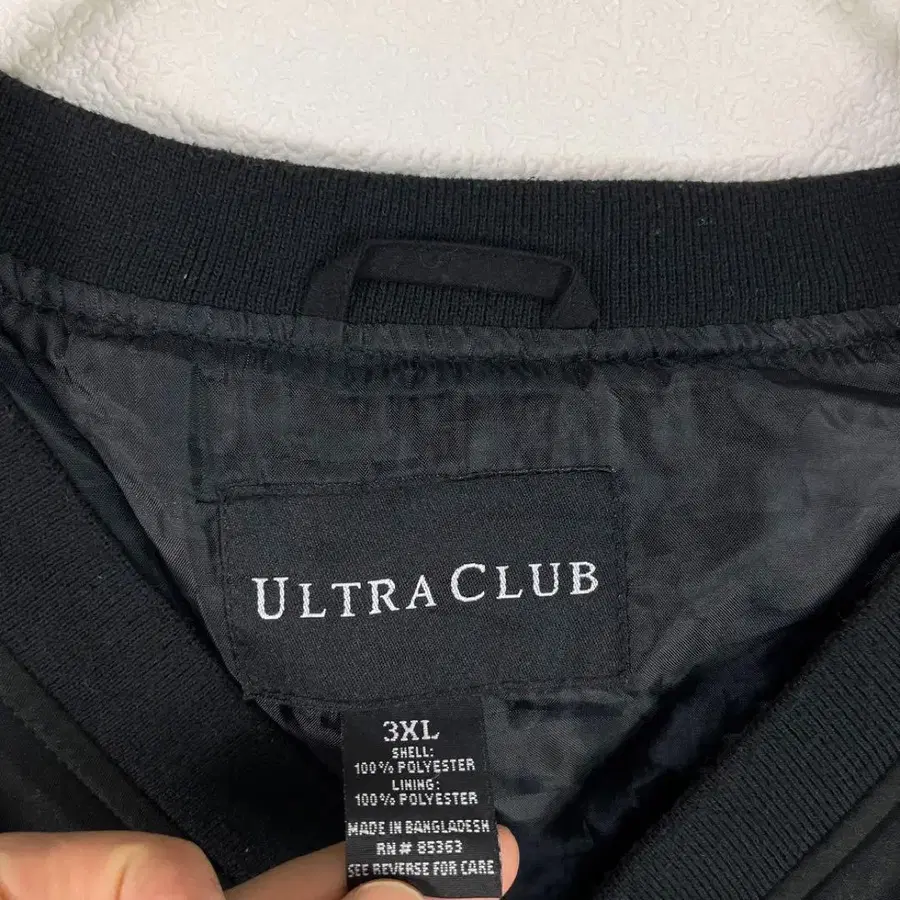 ULTRACLUB
3XL
SHELL:
100% POLYESTER
LINING:
100% POLYESTER
MADE IN BANGLADESH
RN# 85363
SEE REVERSE FOR CARE